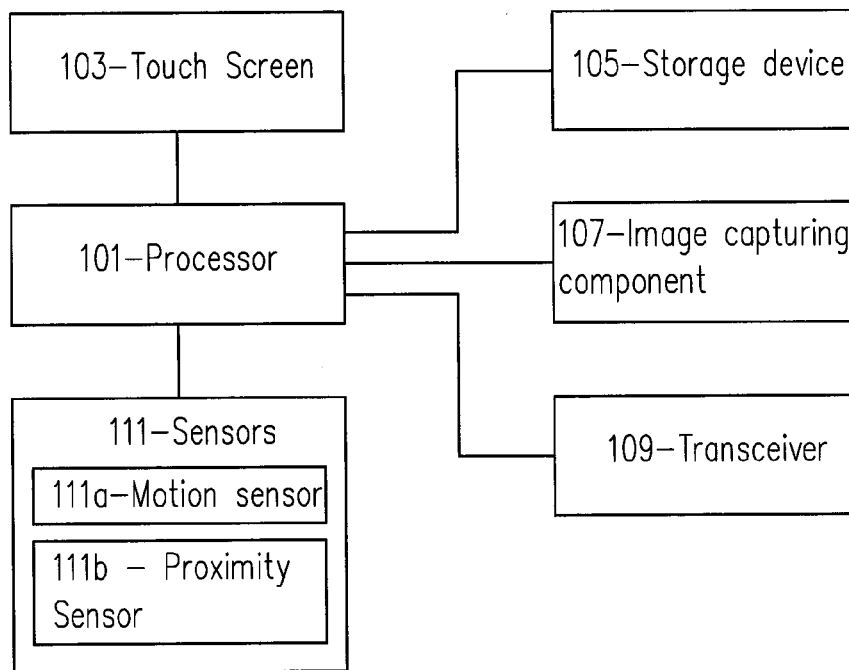 103-Touch Screen
105-Storage device
101-Processor
107-Image capturing
component
111-Sensors
111a-Motion sensor
111b - Proximity
Sensor
109-Transceiver